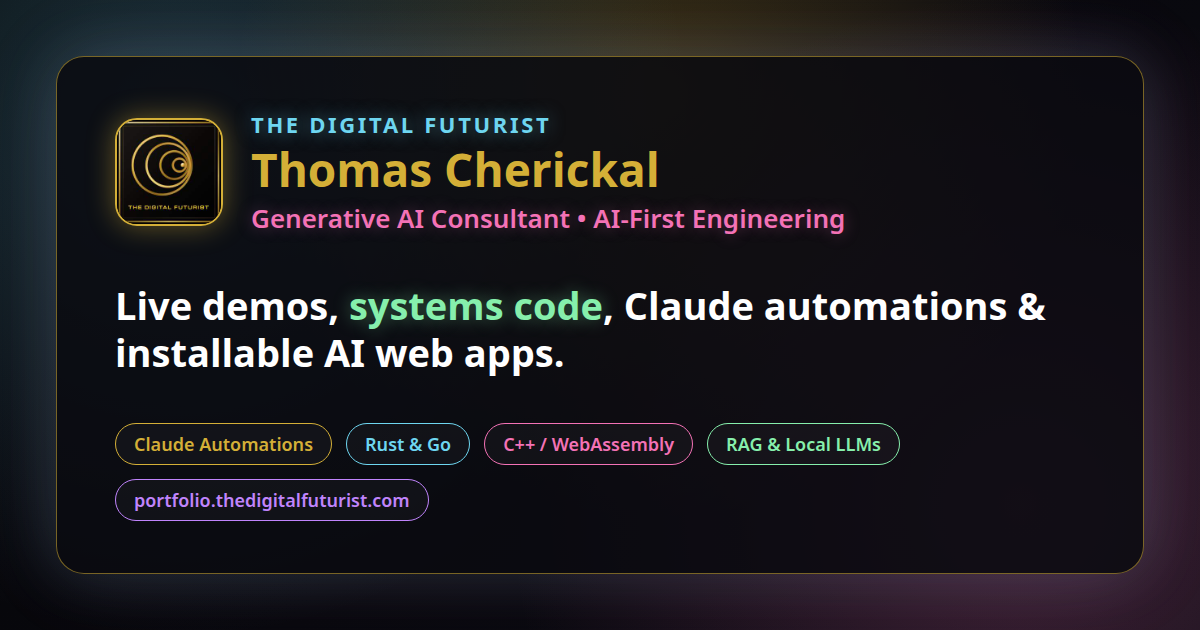 THE DIGITAL FUTURIST
Thomas Cherickal
Generative AI Consultant • AI-First Engineering
THE DIGITAL FUTURIST
Live demos, systems code, Claude automations &
installable AI web apps.
Claude Automations
Rust & Go
C++ / WebAssembly
RAG & Local LLMs
portfolio.thedigitalfuturist.com